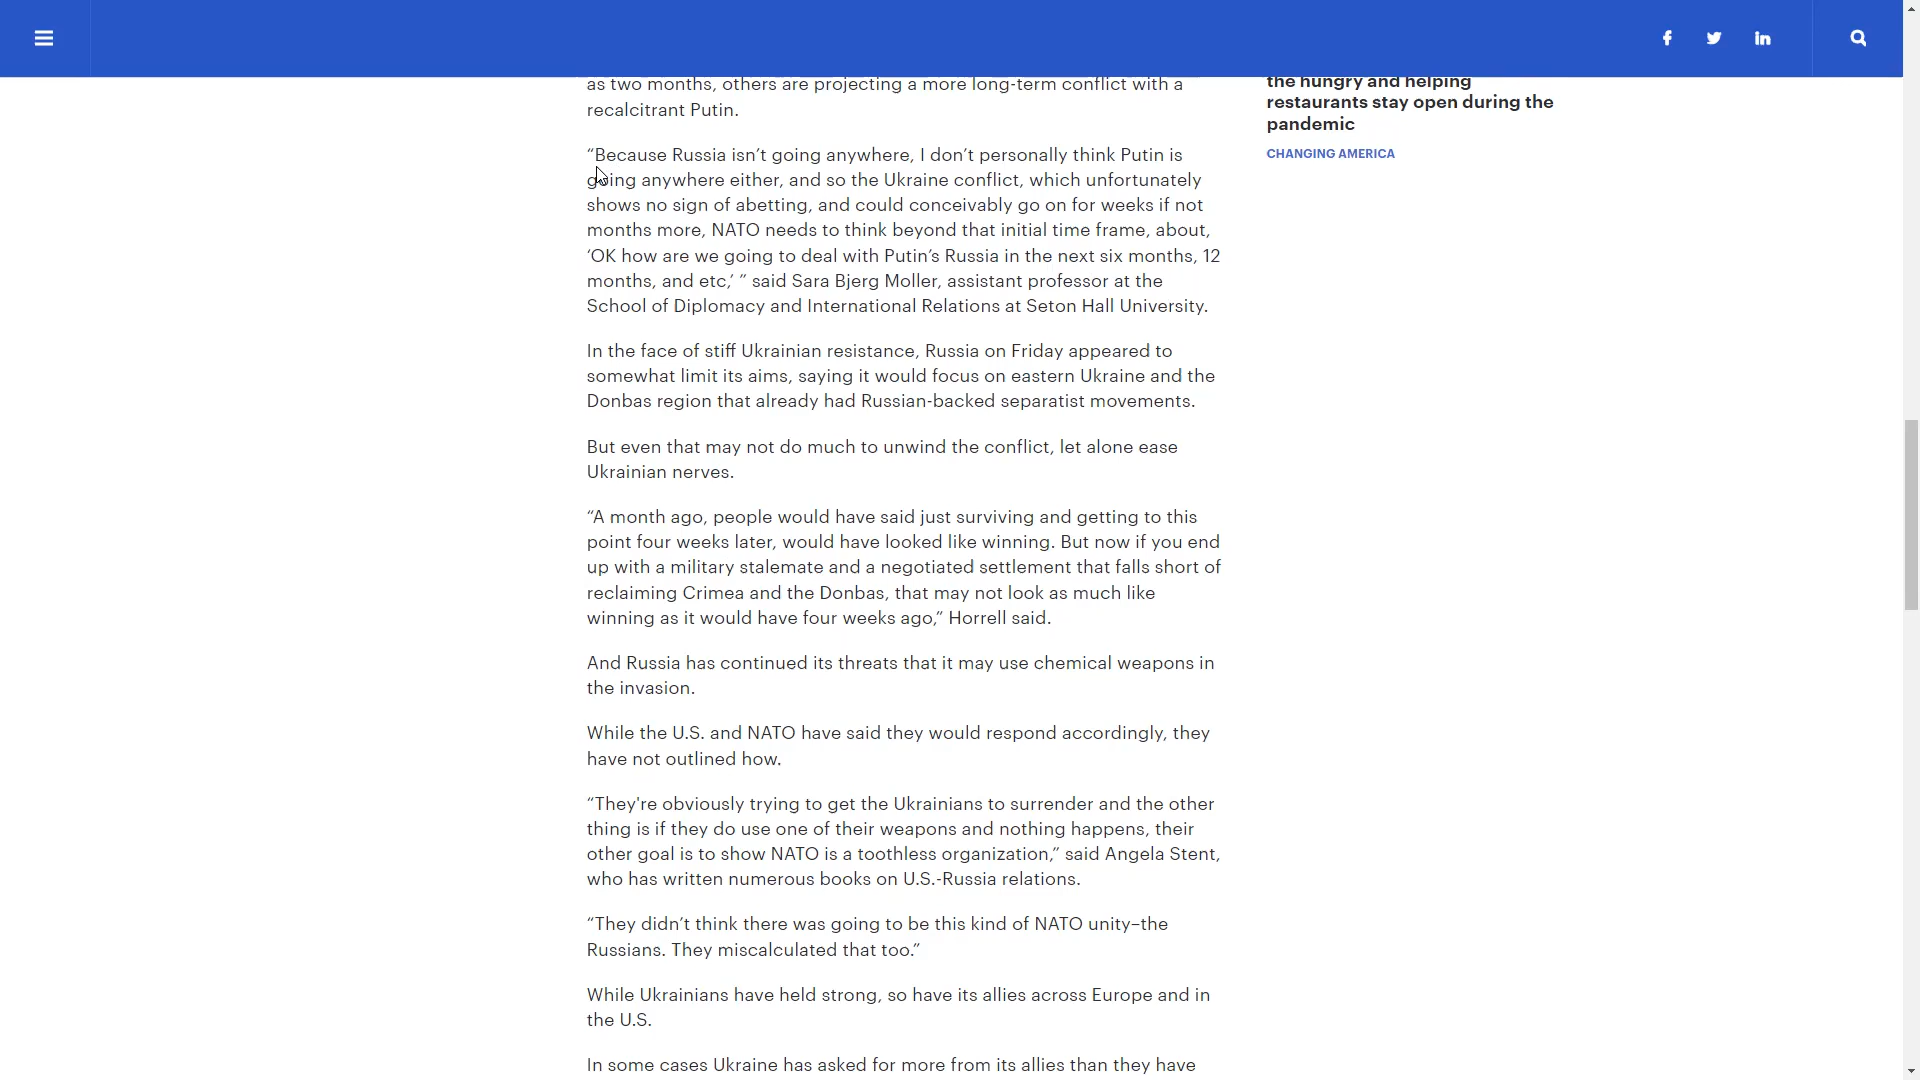 as two months, others are projecting a more long-term conflict with a
recalcitrant Putin.
“Because Russia isn’t going anywhere, I don’t personally think Putin is
going anywhere either, and so the Ukraine conflict, which unfortunately
shows no sign of abetting, and could conceivably go on for weeks if not
months more, NATO needs to think beyond that initial time frame, about,
‘OK how are we going to deal with Putin’s Russia in the next six months, 12
months, and etc,’ ” said Sara Bjerg Moller, assistant professor at the
School of Diplomacy and International Relations at Seton Hall University.
In the face of stiff Ukrainian resistance, Russia on Friday appeared to
somewhat limit its aims, saying it would focus on eastern Ukraine and the
Donbas region that already had Russian-backed separatist movements.
But even that may not do much to unwind the conflict, let alone ease
Ukrainian nerves.
“A month ago, people would have said just surviving and getting to this
point four weeks later, would have looked like winning. But now if you end
up with a military stalemate and a negotiated settlement that falls short of
reclaiming Crimea and the Donbas, that may not look as much like
winning as it would have four weeks ago,” Horrell said.
And Russia has continued its threats that it may use chemical weapons in
the invasion.
While the U.S. and NATO have said they would respond accordingly, they
have not outlined how.
“They're obviously trying to get the Ukrainians to surrender and the other
thing is if they do use one of their weapons and nothing happens, their
other goal is to show NATO is a toothless organization,” said Angela Stent,
who has written numerous books on U.S.-Russia relations.
“They didn’t think there was going to be this kind of NATO unity–the
Russians. They miscalculated that too.”
While Ukrainians have held strong, so have its allies across Europe and in
the U.S.
In some cases Ukraine has asked for more from its allies than they have
the hungry and helping
restaurants stay open during the
pandemic
CHANGING AMERICA